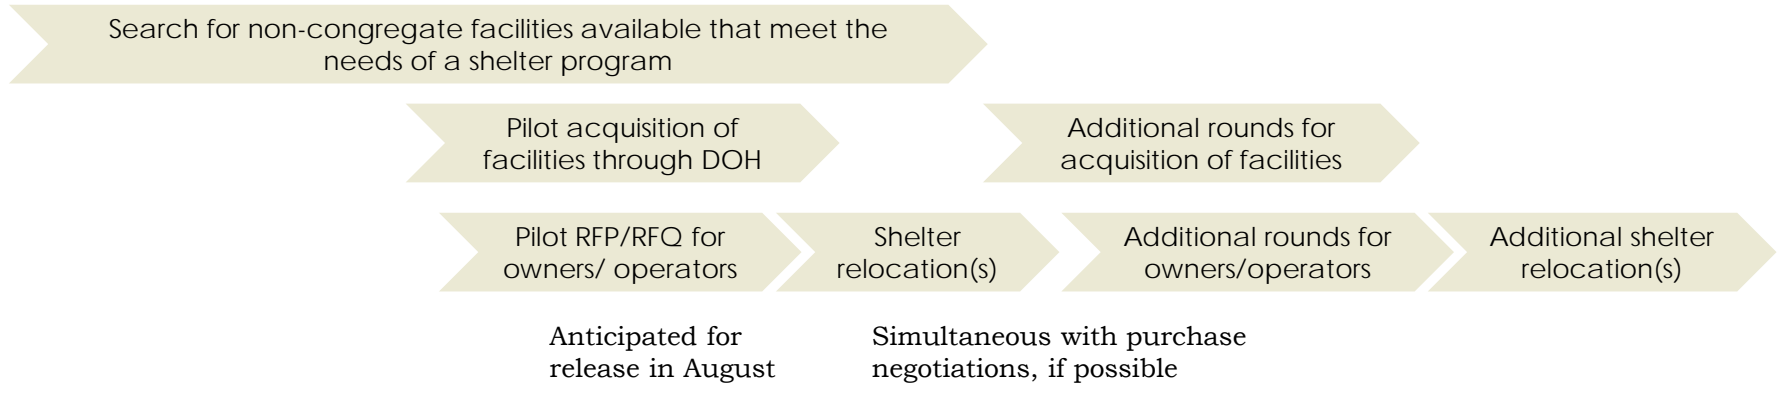 Search for non-congregate facilities available that meet the
needs of a shelter program
Pilot acquisition of
facilities through DOH
Additional rounds for
acquisition of facilities
Pilot RFP/RFQ for
owners/ operators
Shelter
relocation(s)
Additional rounds for
owners/operators
Additional shelter
relocation(s)
Anticipated for
release in August
Simultaneous with purchase
negotiations, if possible